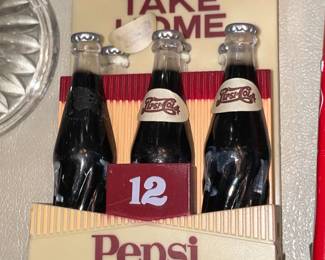 TAKE
HOME
Pepsi-Cola
Pepsi-Cola
12
Pepsi